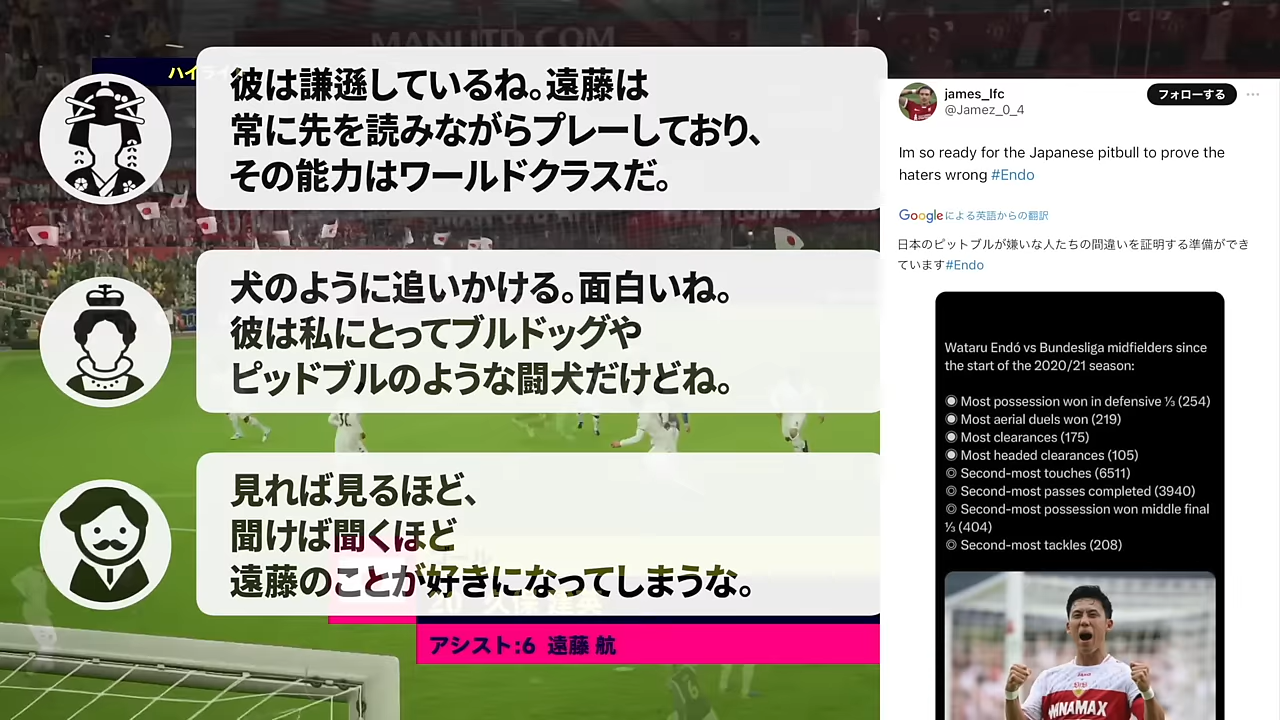 MANUTD.COM
ハイライト
彼は謙遜しているね。遠藤は
常に先を読みながらプレーしており、
その能力はワールドクラスだ。
犬のように追いかける。面白いね。
彼は私にとってブルドッグや
ピッドブルのような闘犬だけどね。
見れば見るほど、
聞けば聞くほど
遠藤のことが好きになってしまうな。
アシスト:6 遠藤 航
james_lfc
フォローする
@Jamez_0_4
Im so ready for the Japanese pitbull to prove the
haters wrong #Endo
Googleによる英語からの翻訳
日本のピットブルが嫌いな人たちの間違いを証明する準備ができ
ています#Endo
Wataru Endó vs Bundesliga midfielders since
the start of the 2020/21 season:
◉ Most possession won in defensive ⅓ (254)
◉ Most aerial duels won (219)
◉ Most clearances (175)
◉ Most headed clearances (105)
◎ Second-most touches (6511)
◎ Second-most passes completed (3940)
◎ Second-most possession won middle final
⅓ (404)
◎ Second-most tackles (208)